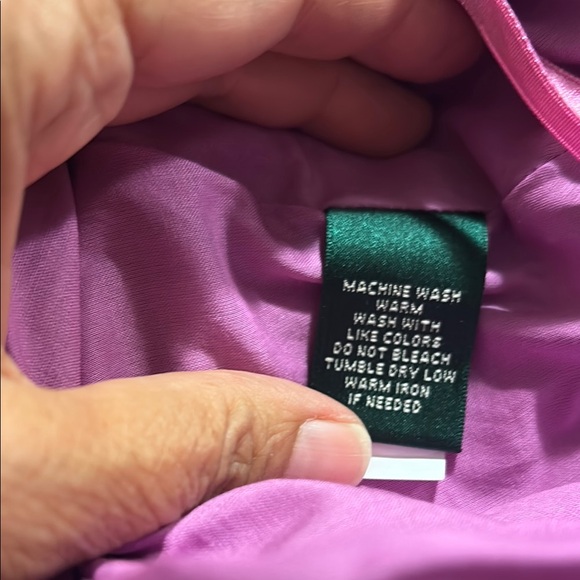 MACHINE WASH
WARM
WASH WITH
LIKE COLORS
DO NOT BLEACH
TUMBLE DRY LOW
WARM IRON
IF NEEDED